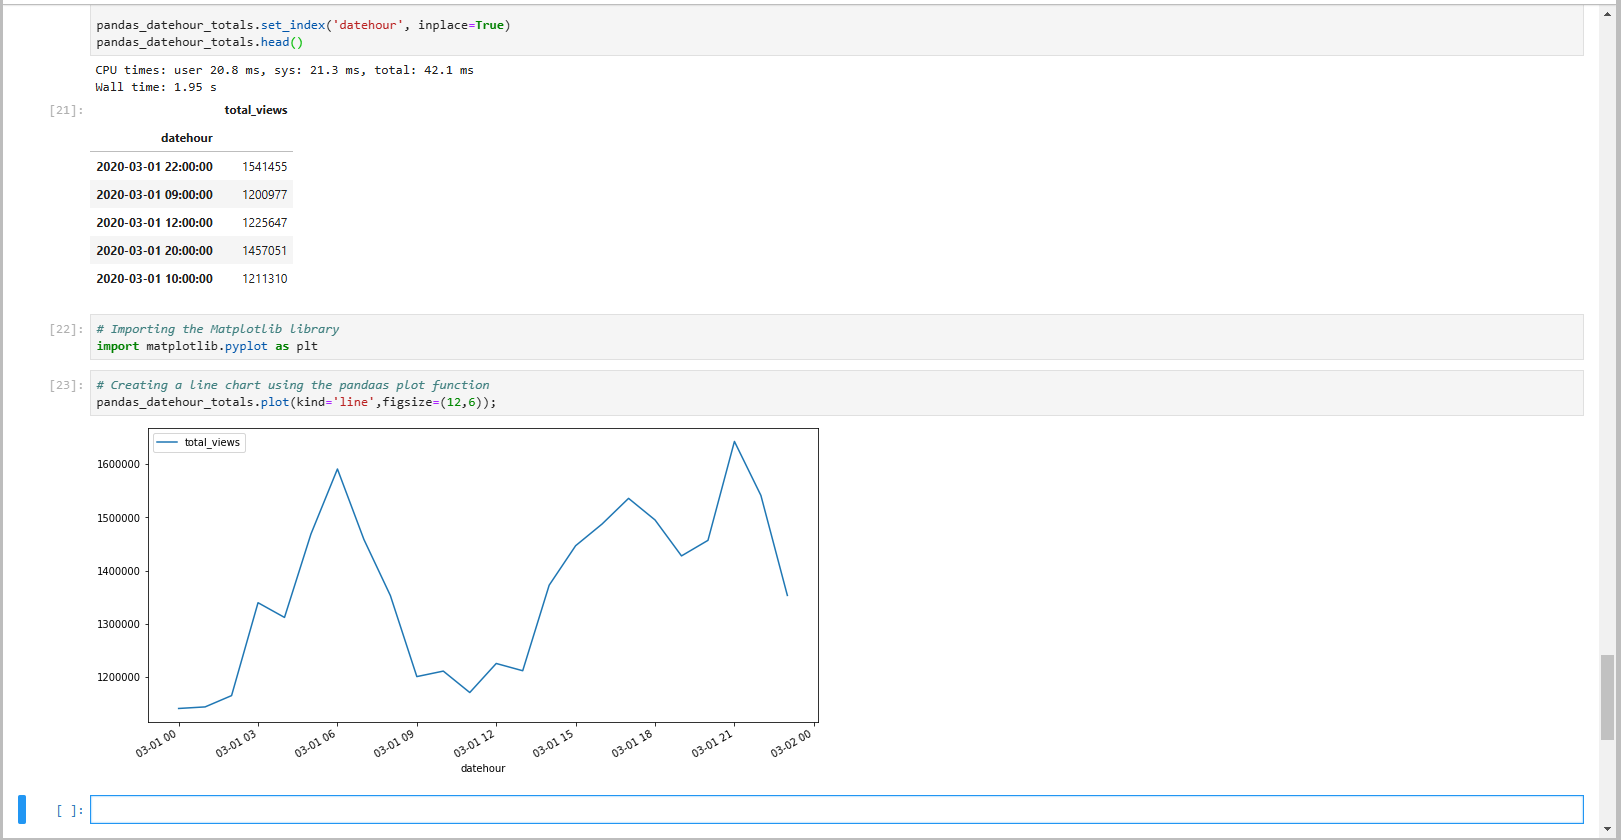 pandas_datehour_totals.set_index('datehour', inplace=True)
pandas_datehour_totals.head()
CPU times: user 20.8 ms, sys: 21.3 ms, total: 42.1 ms
Wall time: 1.95 s
[21]:
total_views
datehour
2020-03-01 22:00:00 1541455
2020-03-01 09:00:00 1200977
2020-03-01 12:00:00 1225647
2020-03-01 20:00:00 1457051
2020-03-01 10:00:00 1211310
[22]: # Importing the Matplotlib library
import matplotlib.pyplot as plt
[23]: # Creating a line chart using the pandaas plot function
pandas_datehour_totals.plot(kind='line',figsize=(12,6));
total_views
1600000
1500000
1400000
1300000
1200000
03-01 00 03-01 03 03-01 06 03-01 09 03-01 12 03-01 15 03-01 18 03-01 21 03-02 00
datehour
[ ]: